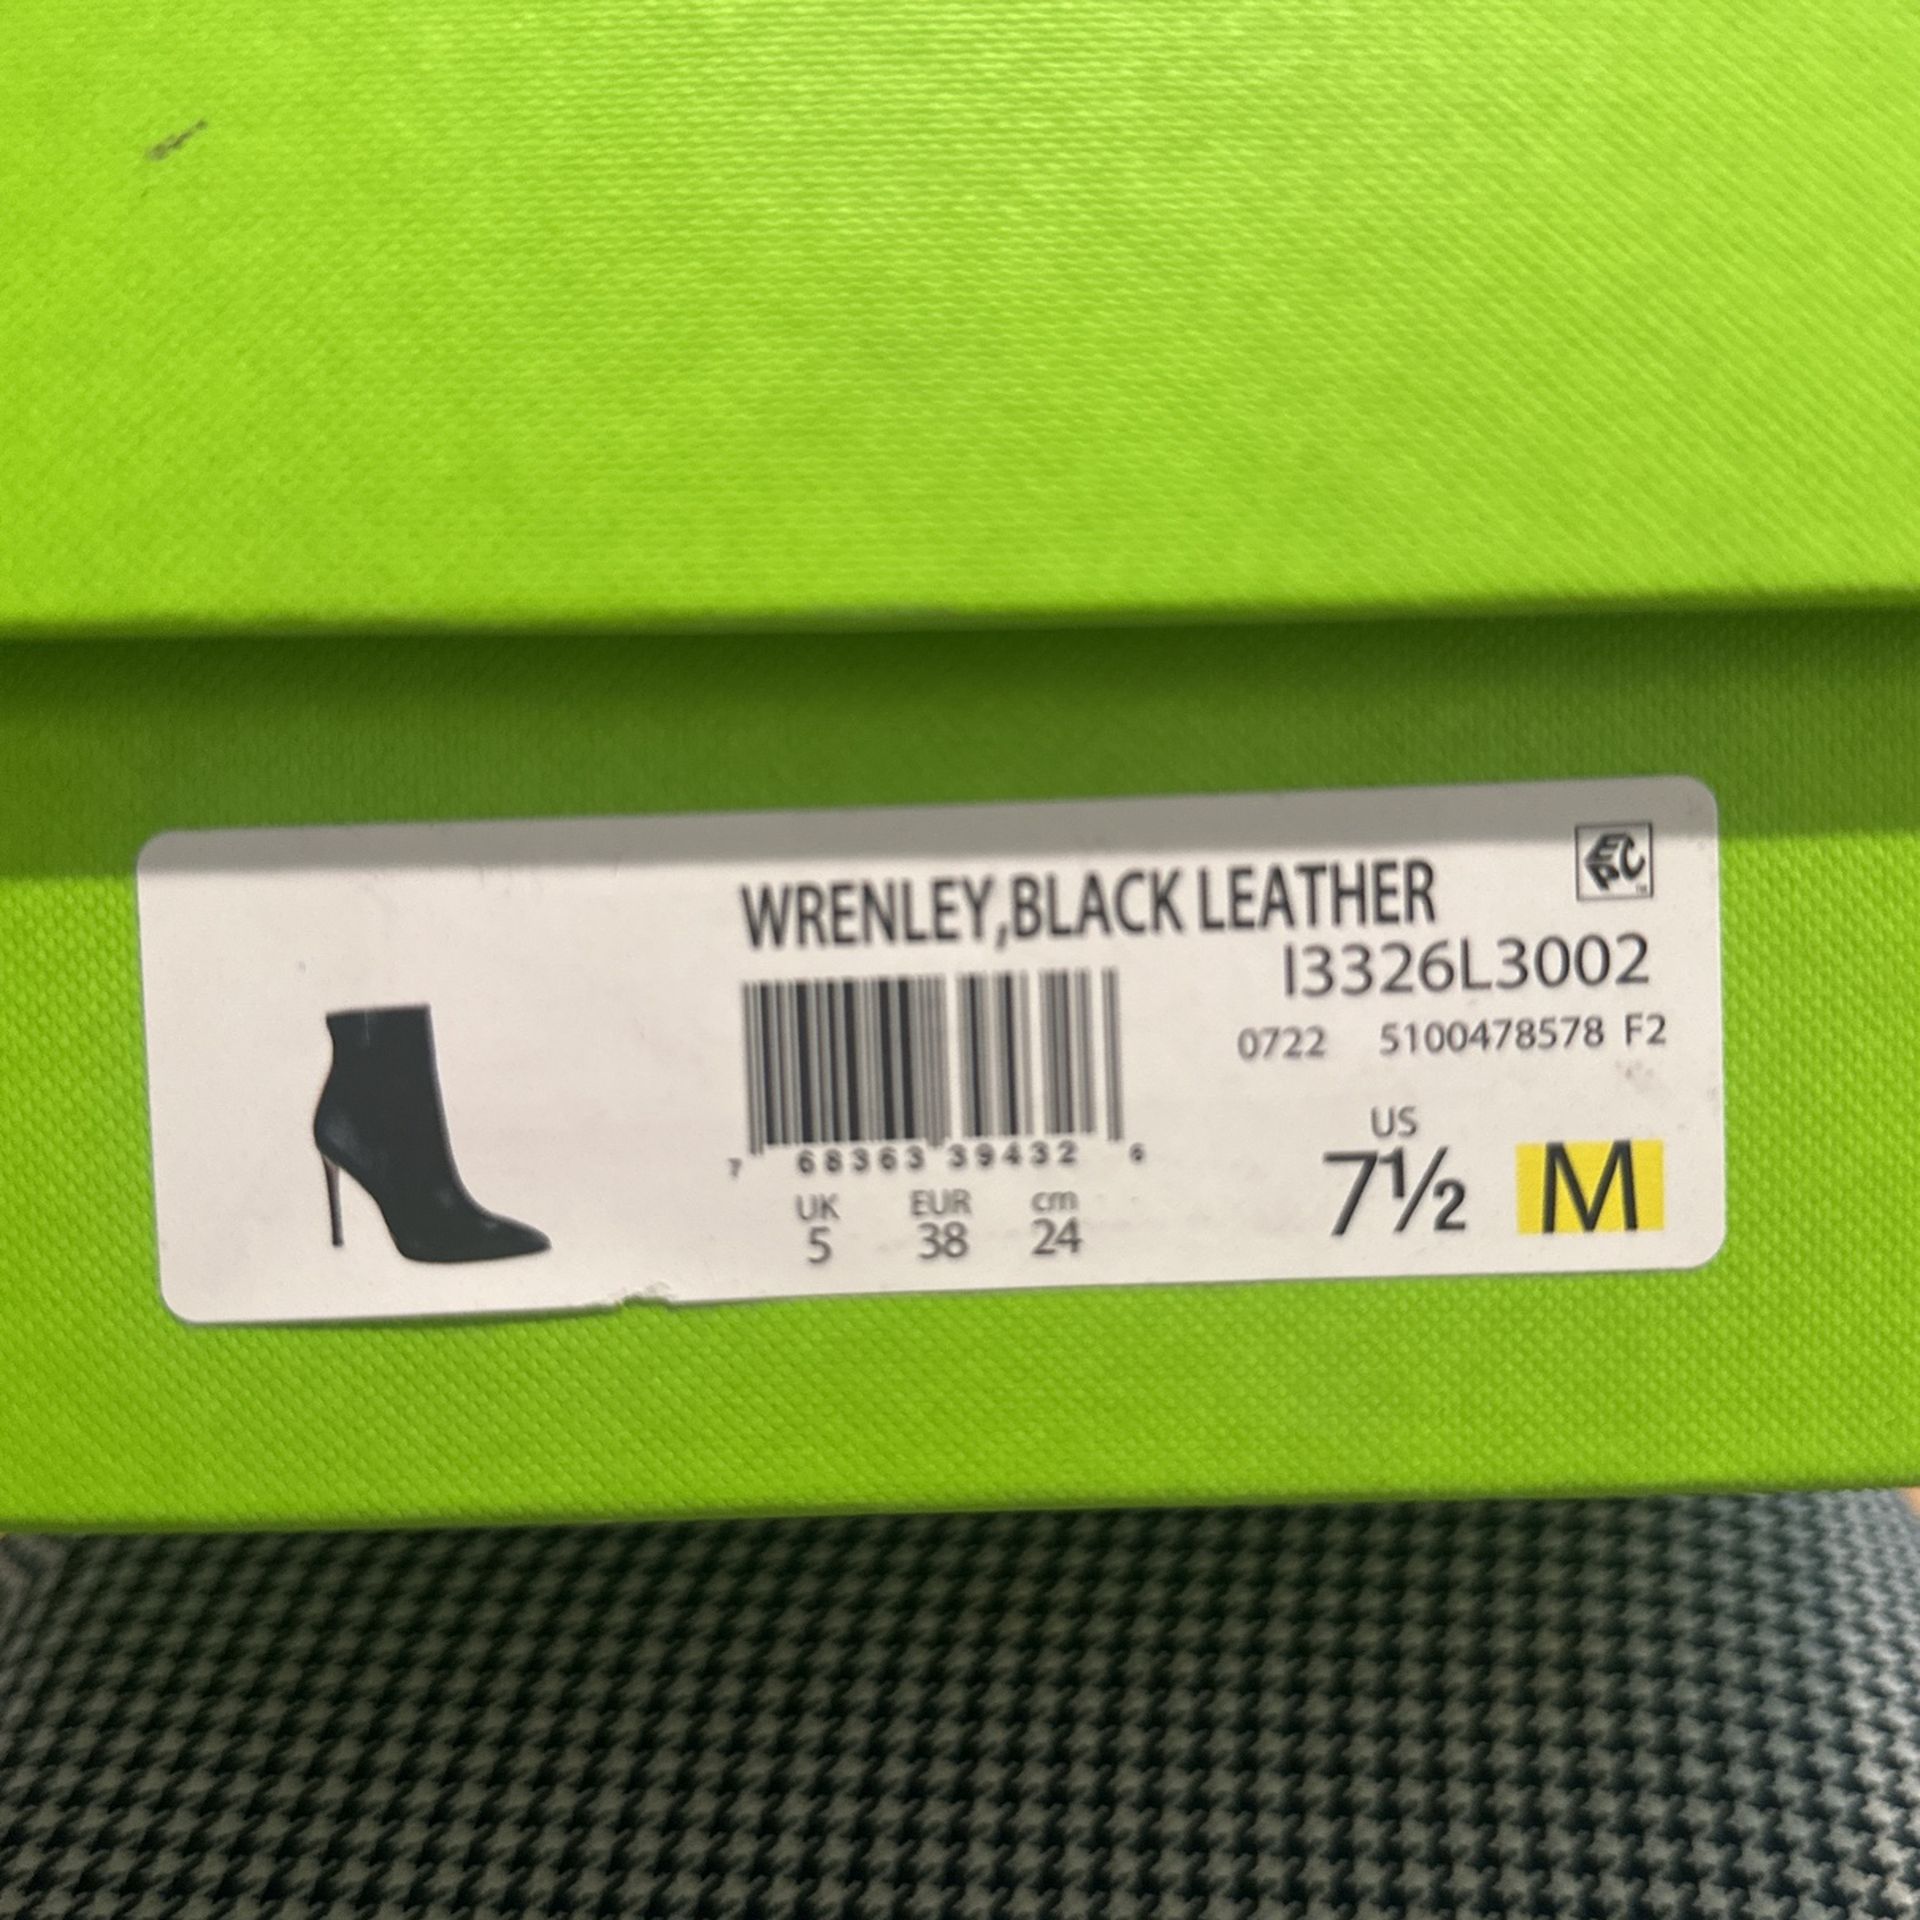 WRENLEY,BLACK LEATHER
I3326L3002
0722 5100478578 F2
7 68363 39432 6
UK EUR cm
5 38 24
US
7½ M